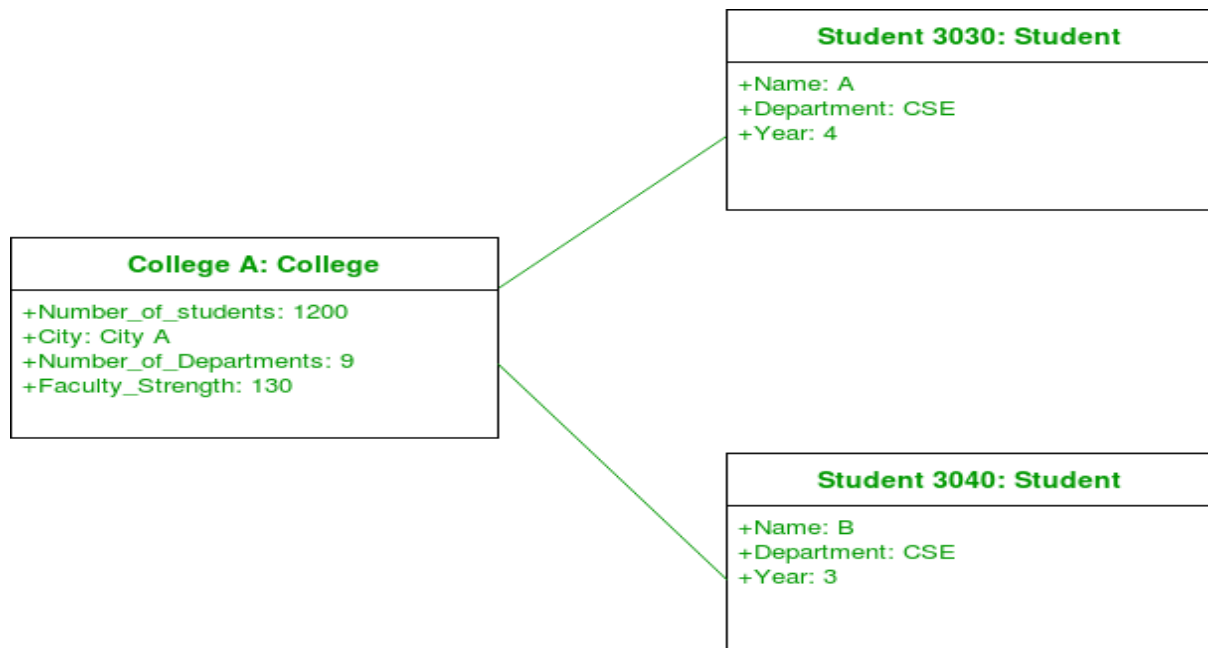 Student 3030: Student
+Name: A
+Department: CSE
+Year: 4
College A: College
+Number_of_students: 1200
+City: City A
+Number_of_Departments: 9
+Faculty_Strength: 130
Student 3040: Student
+Name: B
+Department: CSE
+Year: 3